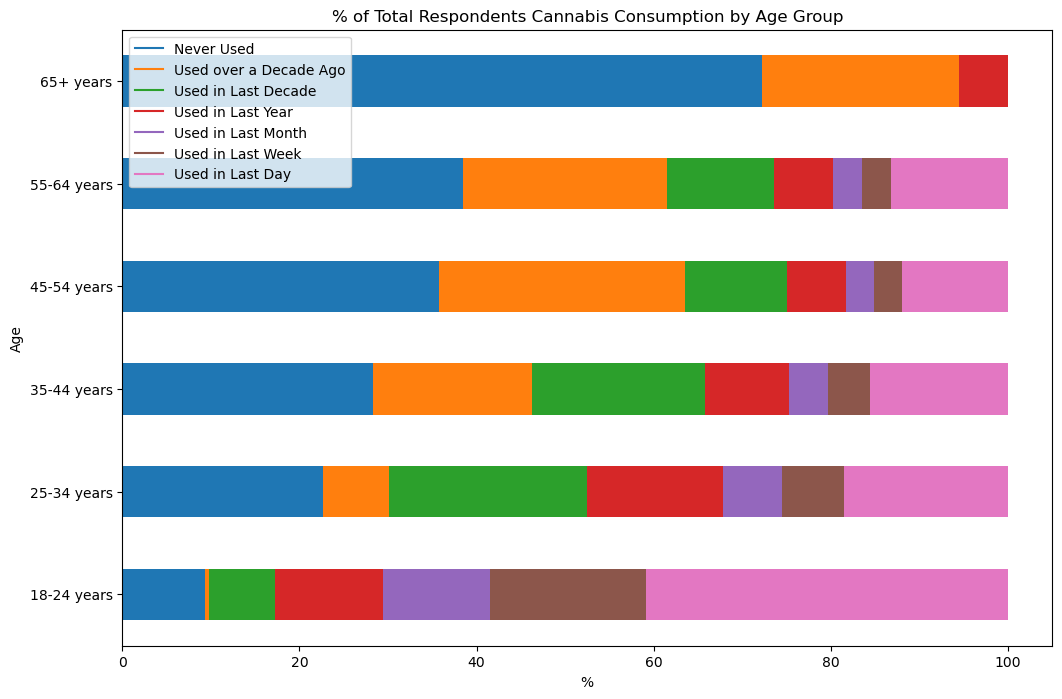 % of Total Respondents Cannabis Consumption by Age Group
Never Used
Used over a Decade Ago
Used in Last Decade
Used in Last Year
Used in Last Month
Used in Last Week
Used in Last Day
Age
65+ years
55-64 years
45-54 years
35-44 years
25-34 years
18-24 years
0 20 40 60 80 100
%